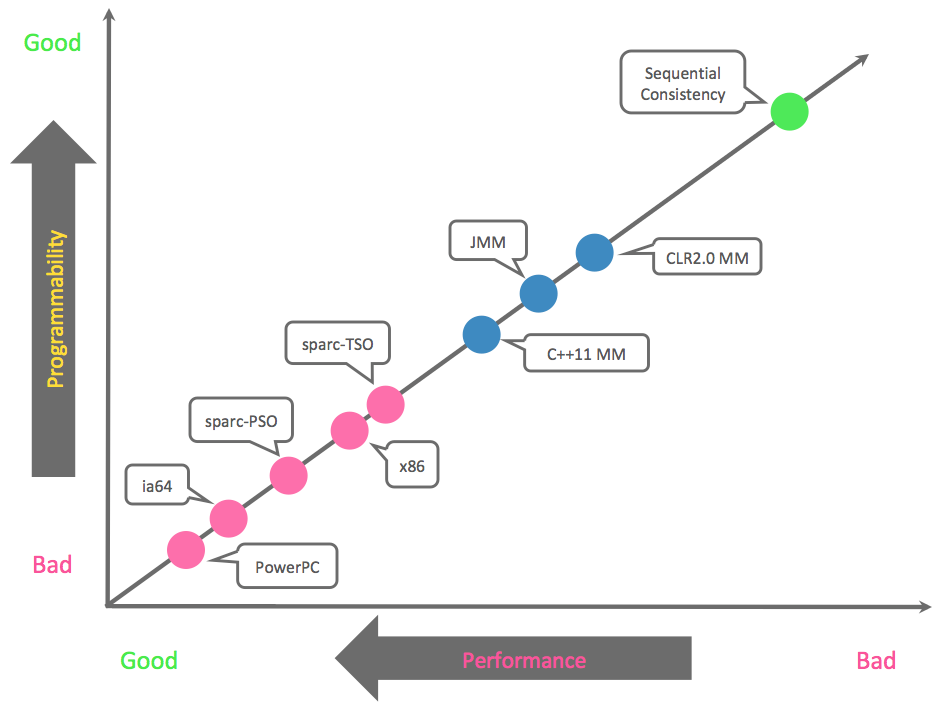 Good
Sequential
Consistency
JMM
CLR2.0 MM
Programmability
sparc-TSO
C++11 MM
sparc-PSO
x86
ia64
Bad
PowerPC
Good
Performance
Bad